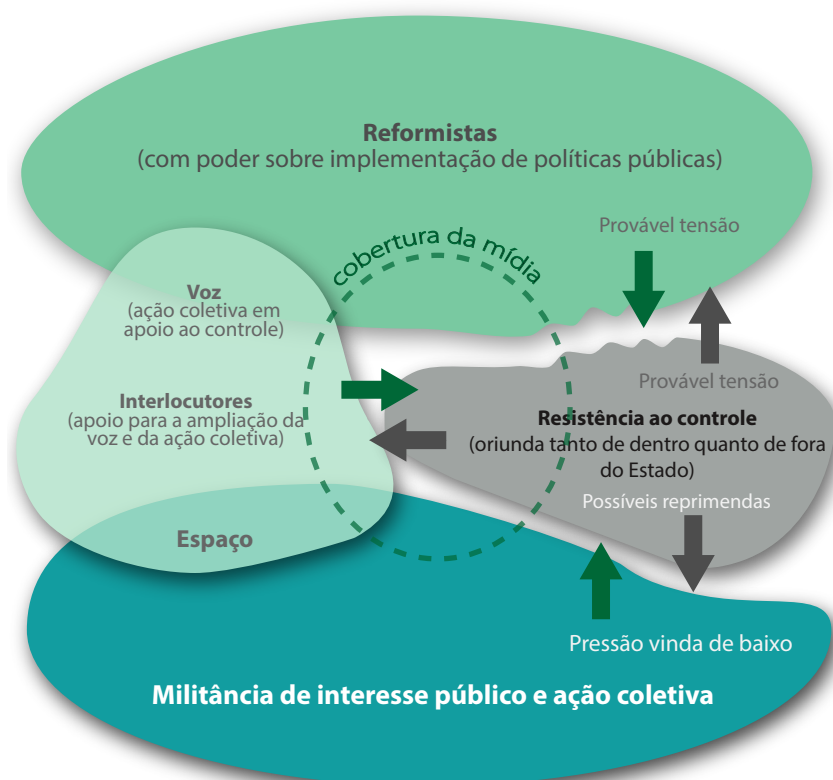 Reformistas
(com poder sobre implementação de políticas públicas)
Provável tensão
cobertura da mídia
Voz
(ação coletiva em
apoio ao controle)
Provável tensão
Interlocutores
(apoio para a ampliação da
voz e da ação coletiva)
Resistência ao controle
(oriunda tanto de dentro quanto de fora
do Estado)
Possíveis reprimendas
Espaço
Pressão vinda de baixo
Militância de interesse público e ação coletiva